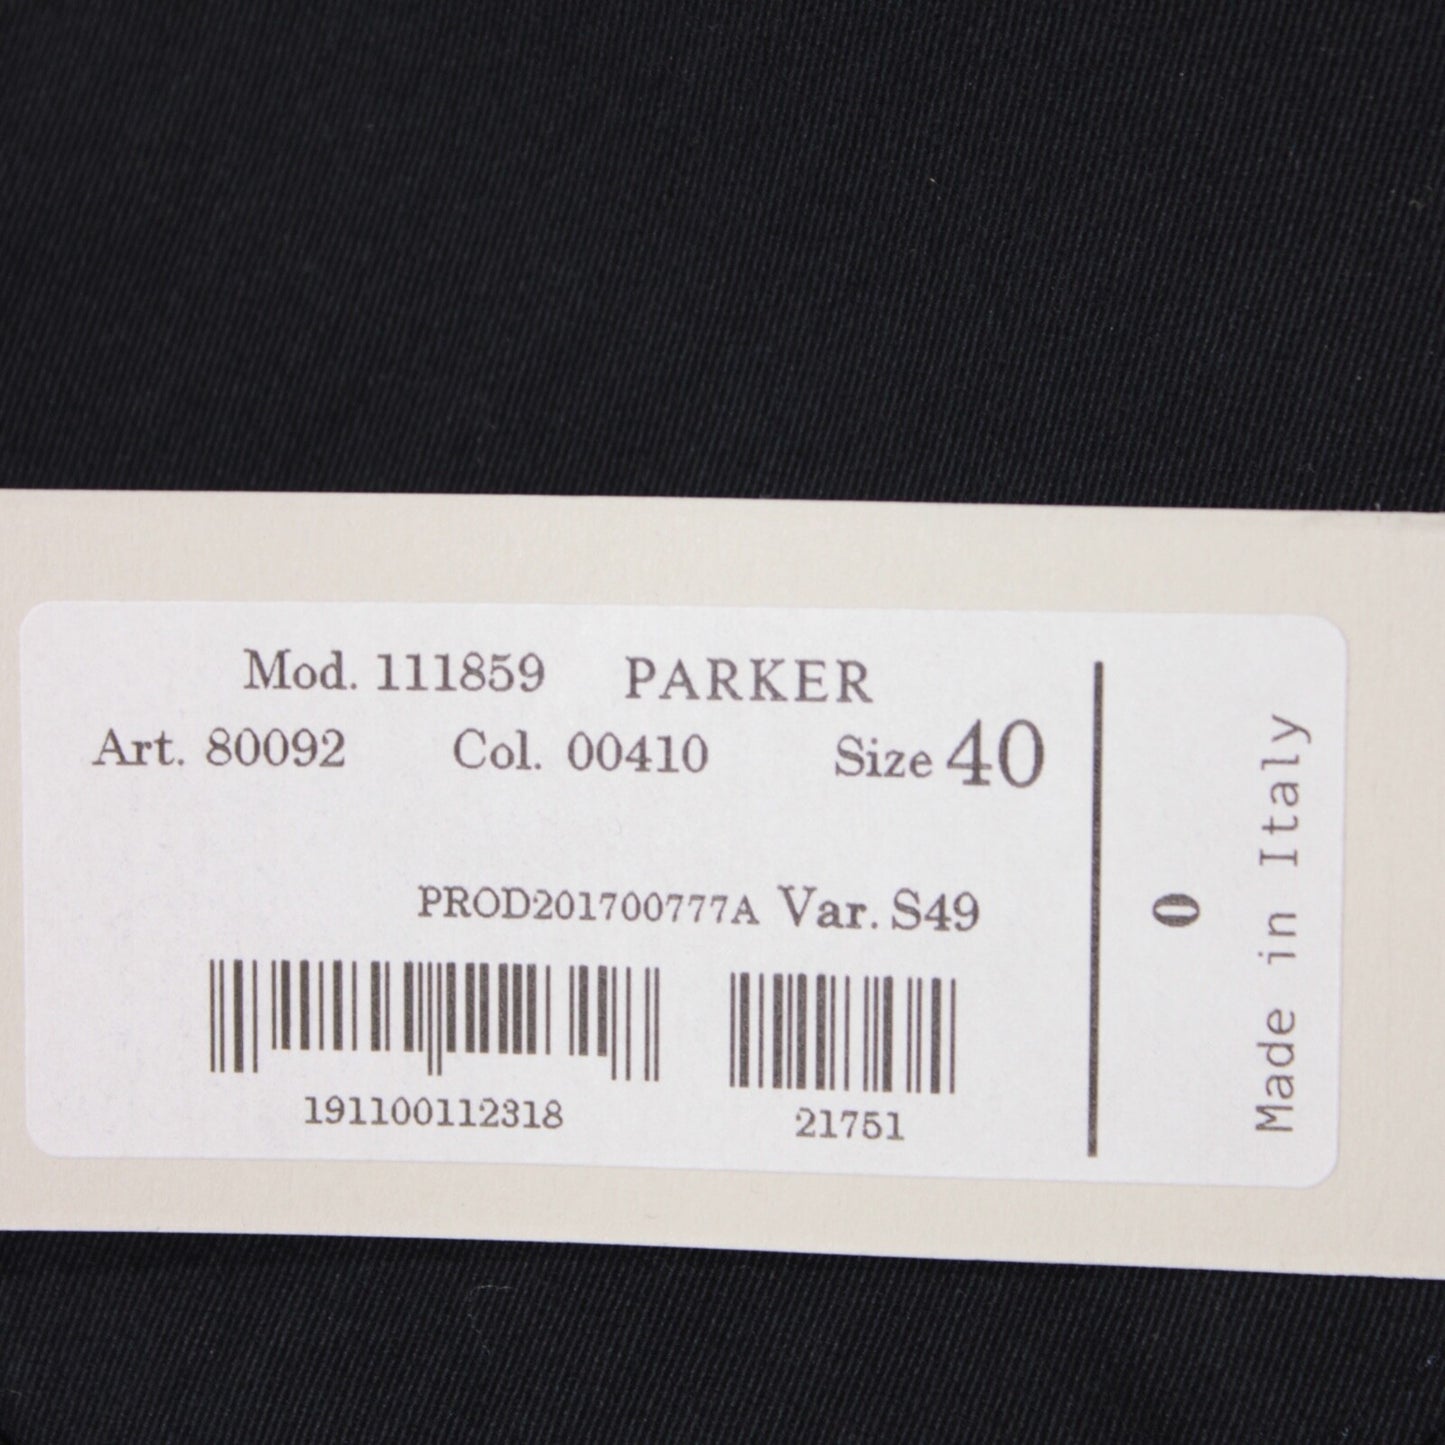 Mod. 111859 PARKER
Art. 80092 Col. 00410 Size 40
PROD201700777A Var. S49
191100112318 21751
0
Made in Italy